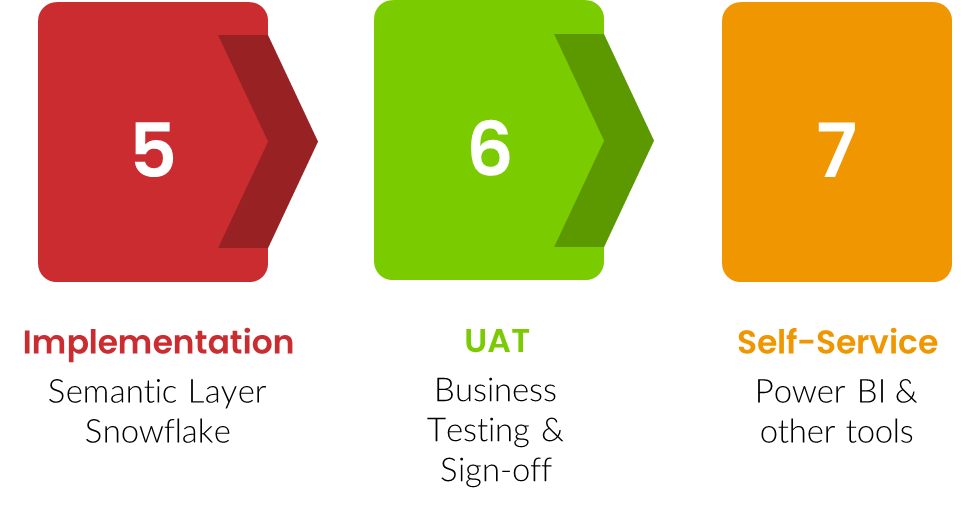 5
6
7
Implementation
Semantic Layer
Snowflake
UAT
Business
Testing &
Sign-off
Self-Service
Power BI &
other tools